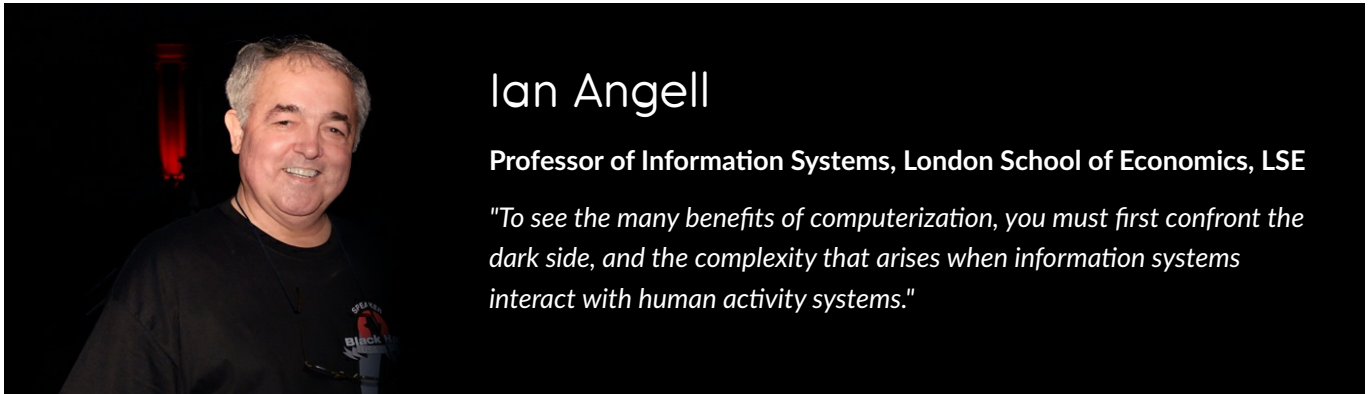 Ian Angell
Professor of Information Systems, London School of Economics, LSE
"To see the many benefits of computerization, you must first confront the
dark side, and the complexity that arises when information systems
interact with human activity systems."
SPEAKER
Black